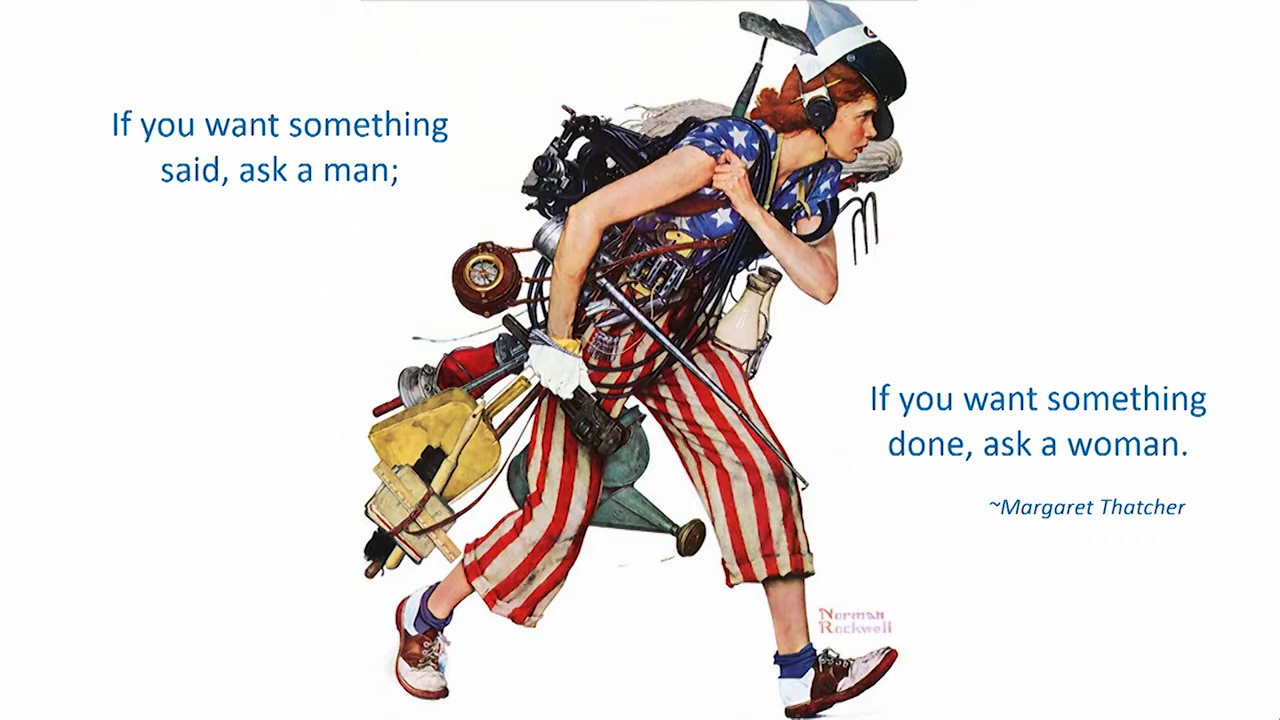 If you want something
said, ask a man;
If you want something
done, ask a woman.
~Margaret Thatcher
Norman
Rockwell